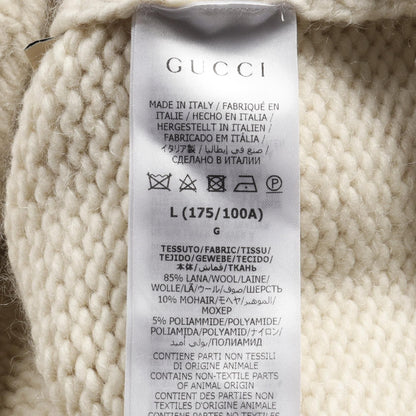 GUCCI
MADE IN ITALY / FABRIQUÉ EN
ITALIE / HECHO EN ITALIA /
HERGESTELLT IN ITALIEN /
FABRICADO EM ITÁLIA /
イタリア製 / صنع في إيطاليا /
СДЕЛАНО В ИТАЛИИ
L (175/100A)
G
TESSUTO/FABRIC/TISSU/
TEJIDO/GEWEBE/TECIDO/
本体/قماش/ТКАНЬ
85% LANA/WOOL/LAINE/
WOLLE/LÃ/ウール/صوف/ШЕРСТЬ
10% MOHAIR/モヘヤ/الموهير/
МОХЕР
5% POLIAMMIDE/POLYAMIDE/
POLIAMIDA/POLYAMID/ナイロン/
بولي أميد/ПОЛИАМИД
CONTIENE PARTI NON TESSILI
DI ORIGINE ANIMALE
CONTAINS NON-TEXTILE PARTS
OF ANIMAL ORIGIN
CONTIENT DES PARTIES NON
TEXTILES D'ORIGINE ANIMALE